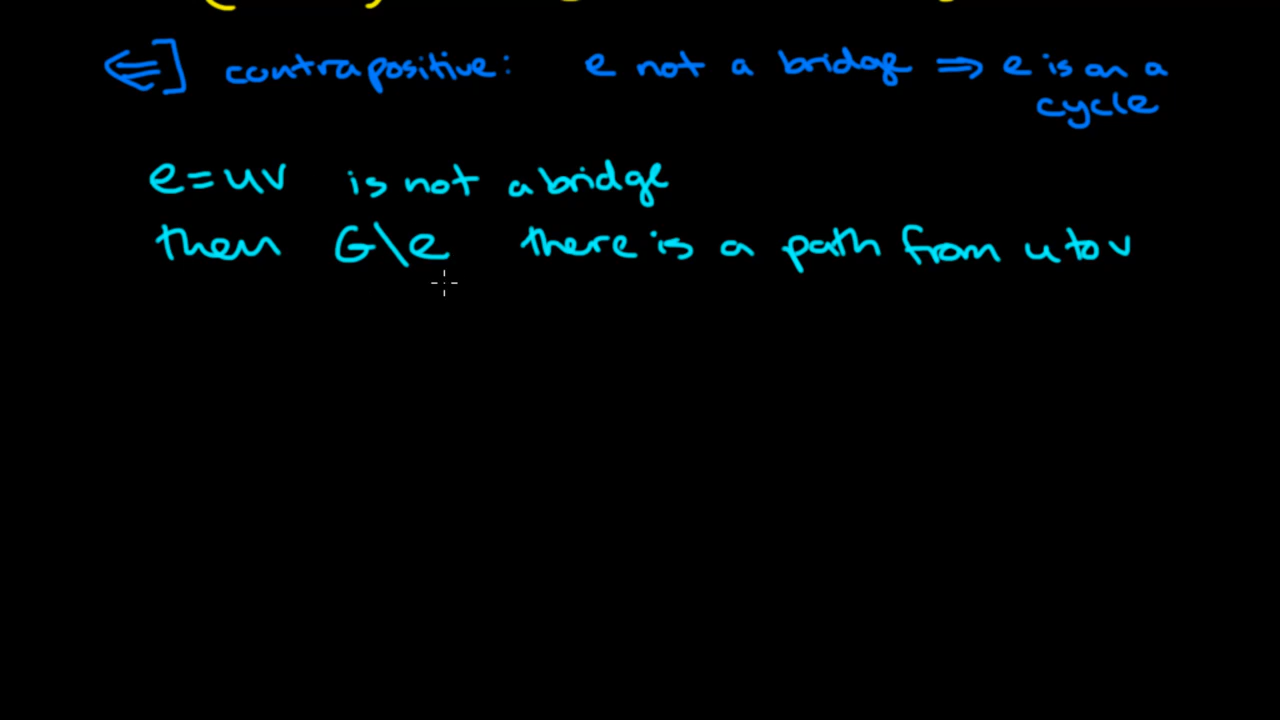 ⇐] contrapositive: e not a bridge ⇒ e is on a
cycle
e=uv is not a bridge
then G\e there is a path from u to v